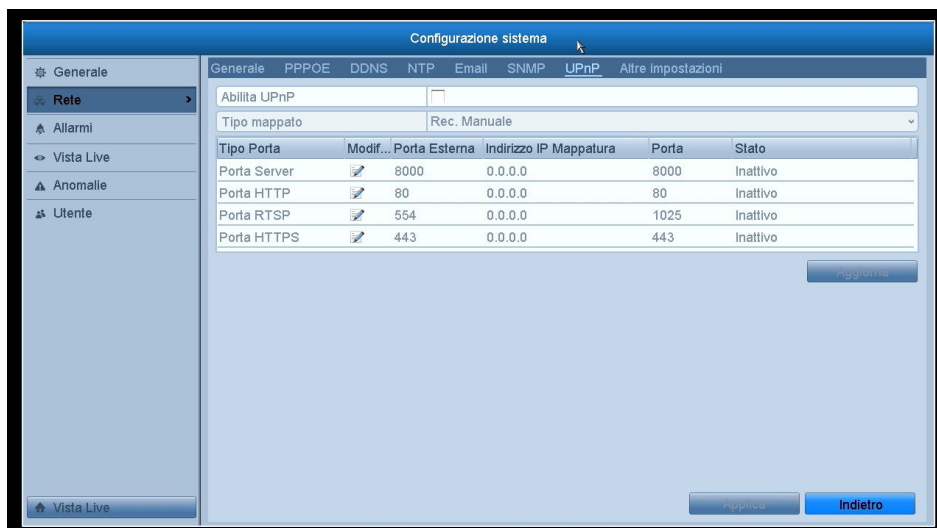 Configurazione sistema
Generale
Rete
Allarmi
Vista Live
Anomalie
Utente
Vista Live
Generale PPPOE DDNS NTP Email SNMP UPnP Altre impostazioni
Abilita UPnP
Tipo mappato Rec. Manuale
Tipo Porta Modif... Porta Esterna Indirizzo IP Mappatura Porta Stato
Porta Server 8000 0.0.0.0 8000 Inattivo
Porta HTTP 80 0.0.0.0 80 Inattivo
Porta RTSP 554 0.0.0.0 1025 Inattivo
Porta HTTPS 443 0.0.0.0 443 Inattivo
Aggiorna
Applica Indietro